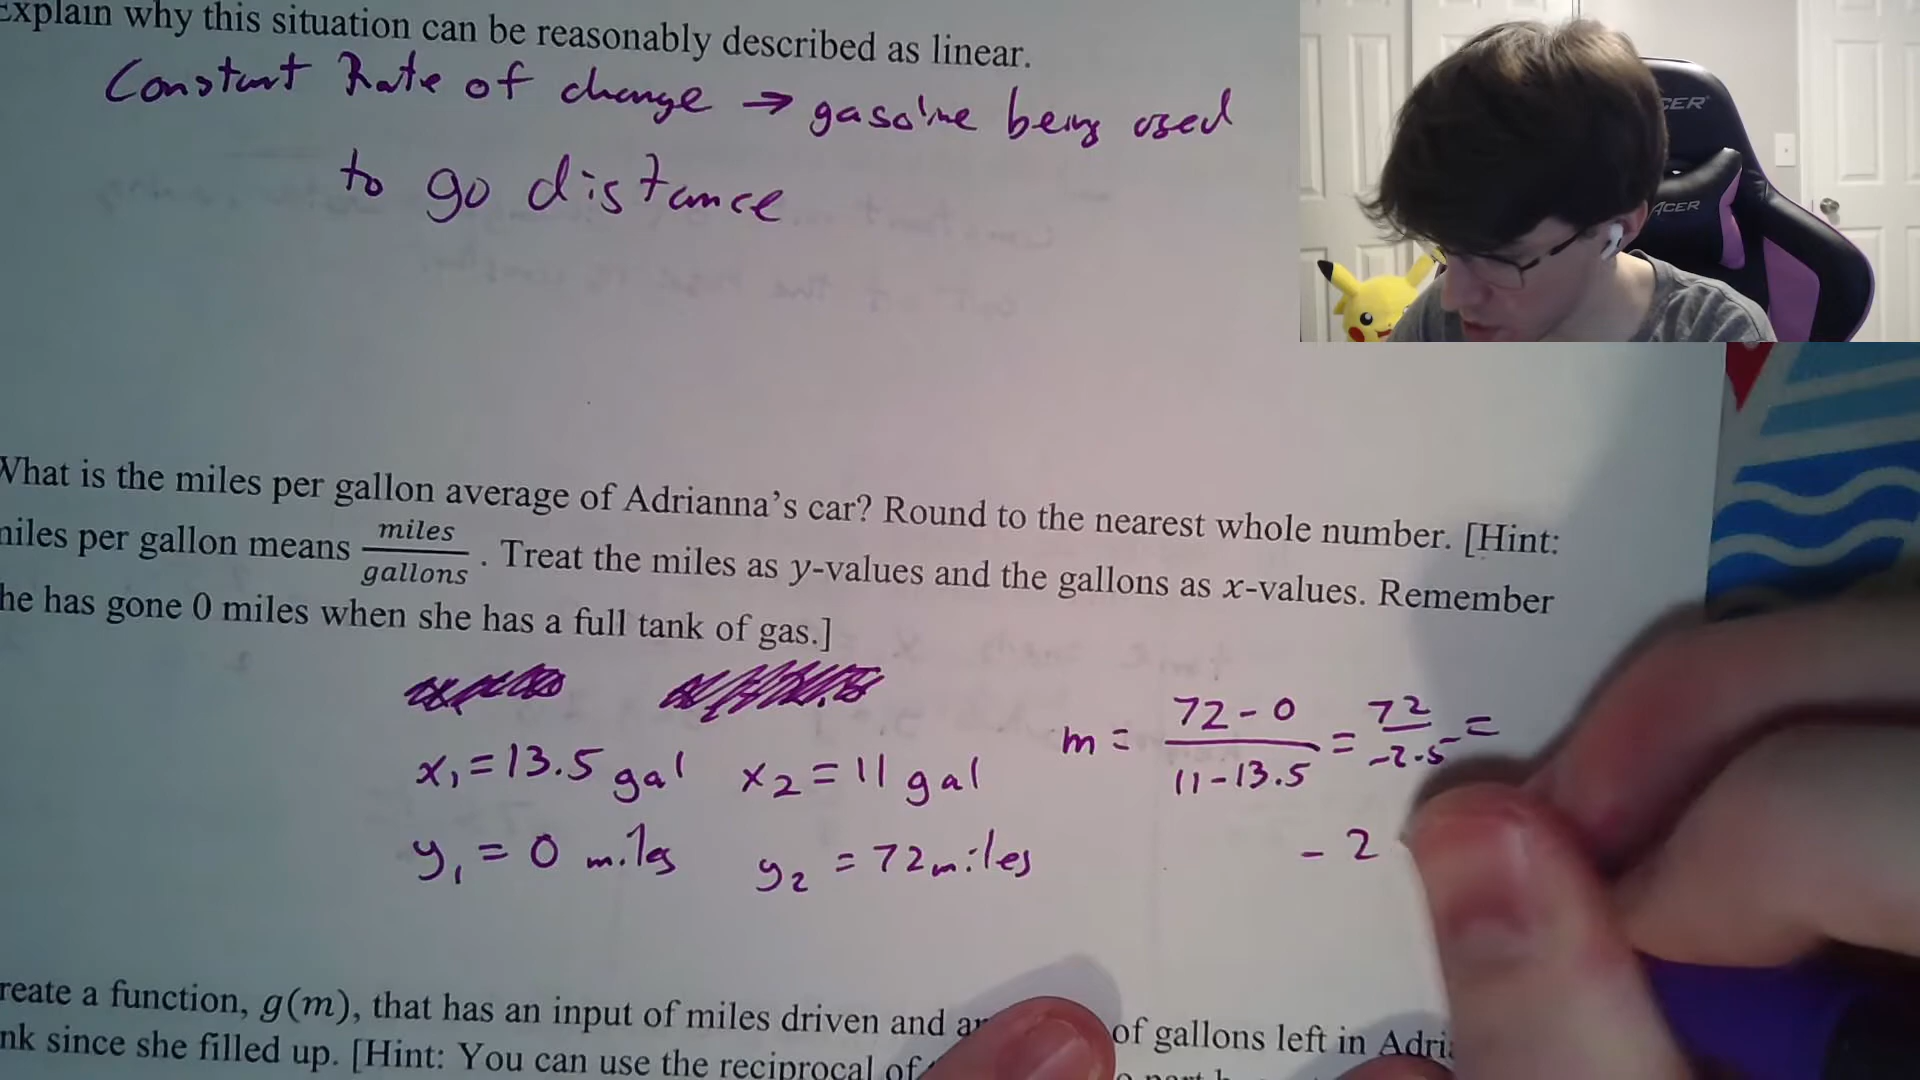 Explain why this situation can be reasonably described as linear.
Constant Rate of change → gasoline being used
to go distance
What is the miles per gallon average of Adrianna's car? Round to the nearest whole number. [Hint:
miles per gallon means miles/gallons. Treat the miles as y-values and the gallons as x-values. Remember
he has gone 0 miles when she has a full tank of gas.]
x₁ = 13.5 gal x₂ = 11 gal
y₁ = 0 miles y₂ = 72 miles
m = 72 - 0 / 11 - 13.5 = 72 / -2.5 =
- 2
reate a function, g(m), that has an input of miles driven and of gallons left in
nk since she filled up. [Hint: You can use the reciprocal of
ACER